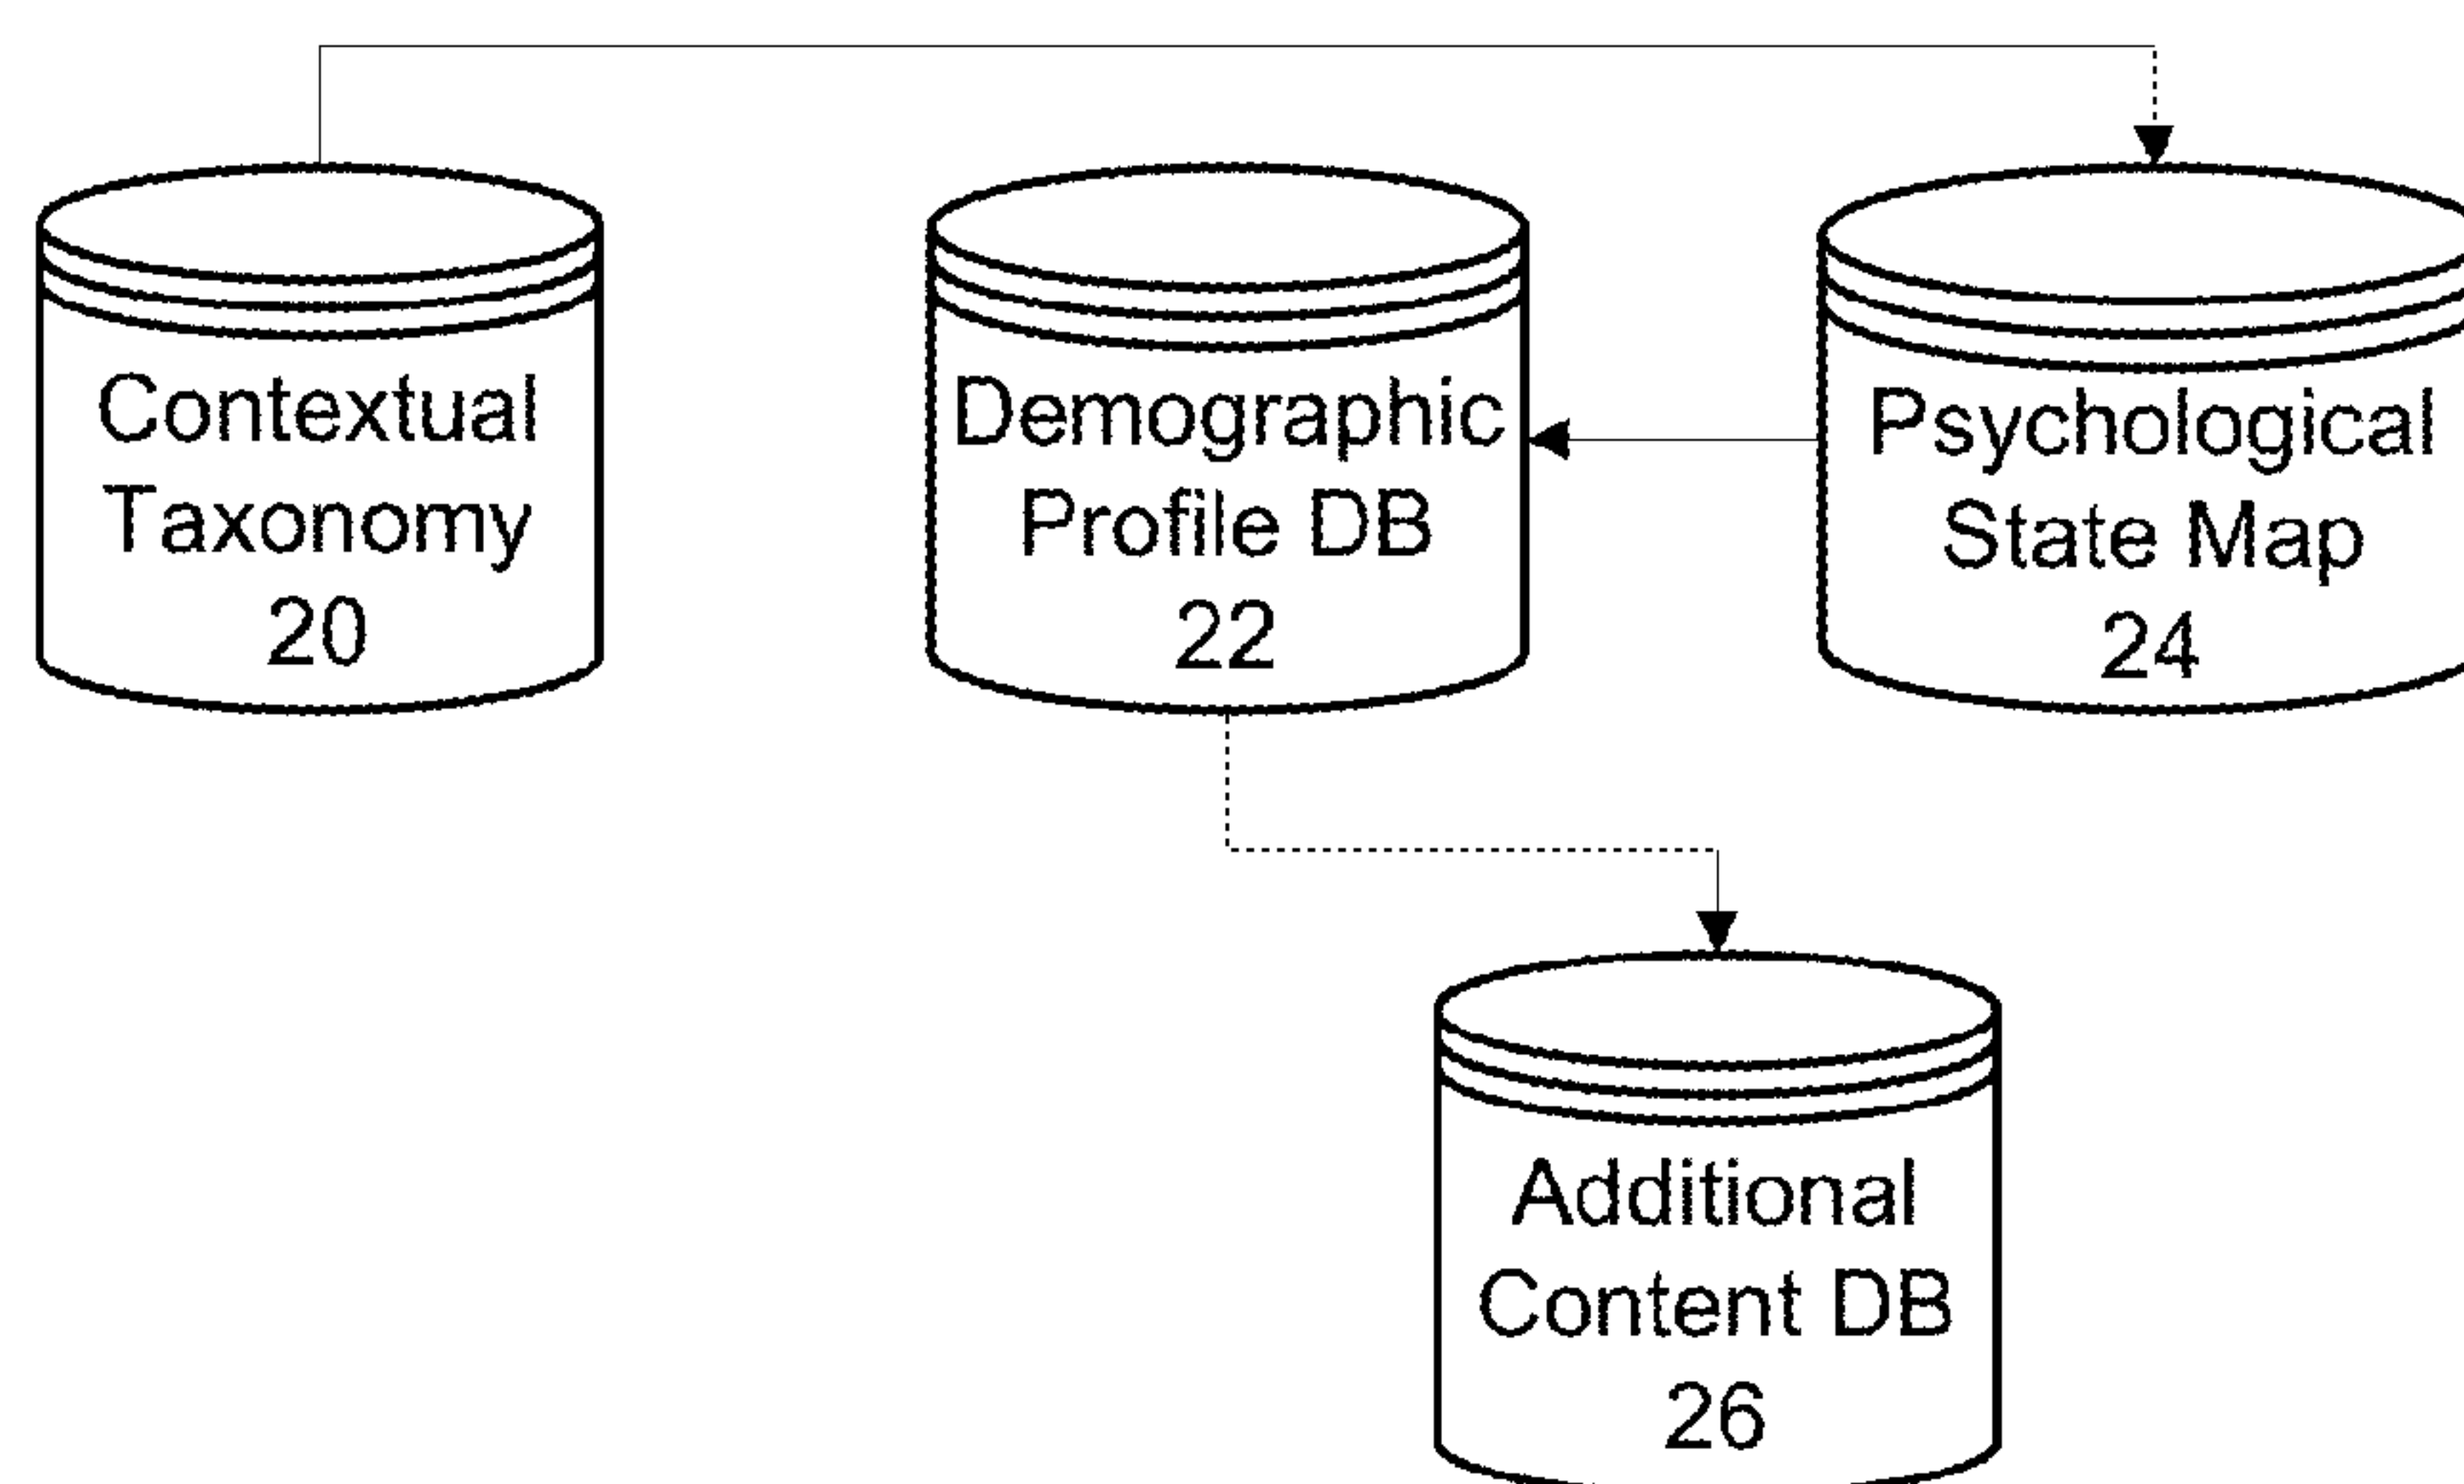 Contextual
Taxonomy
20
Demographic
Profile DB
22
Psychological
State Map
24
Additional
Content DB
26